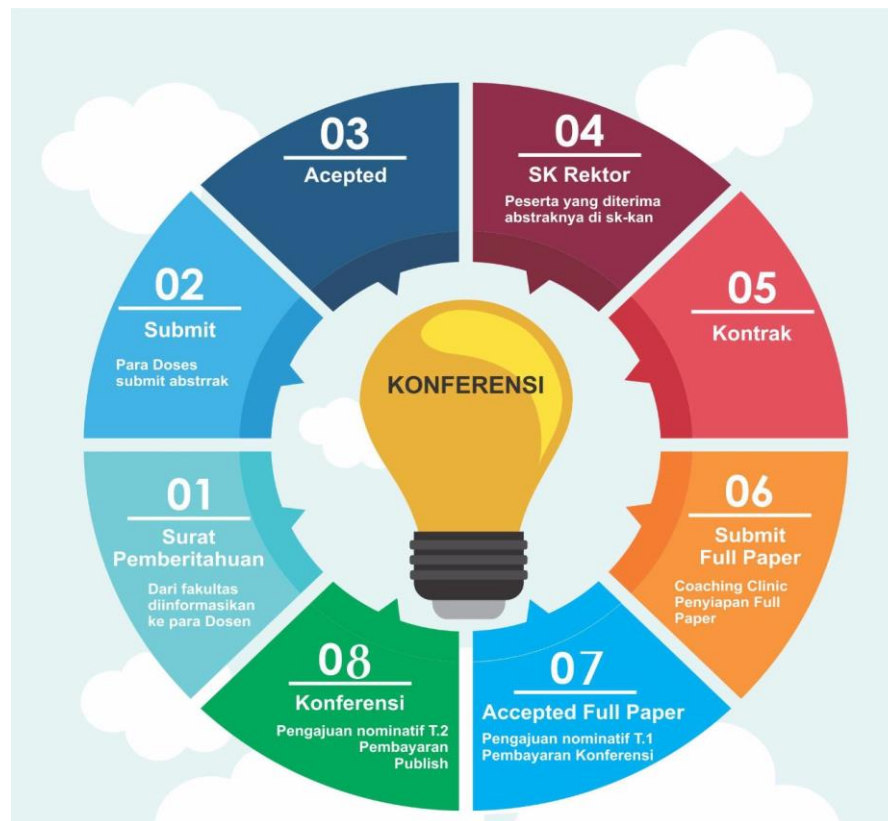 01
Surat
Pemberitahuan
Dari fakultas
diinformasikan
ke para Dosen
02
Submit
Para Doses
submit abstrrak
03
Acepted
04
SK Rektor
Peserta yang diterima
abstraknya di sk-kan
05
Kontrak
06
Submit
Full Paper
Coaching Clinic
Penyiapan Full
Paper
07
Accepted Full Paper
Pengajuan nominatif T.1
Pembayaran Konferensi
08
Konferensi
Pengajuan nominatif T.2
Pembayaran
Publish
KONFERENSI